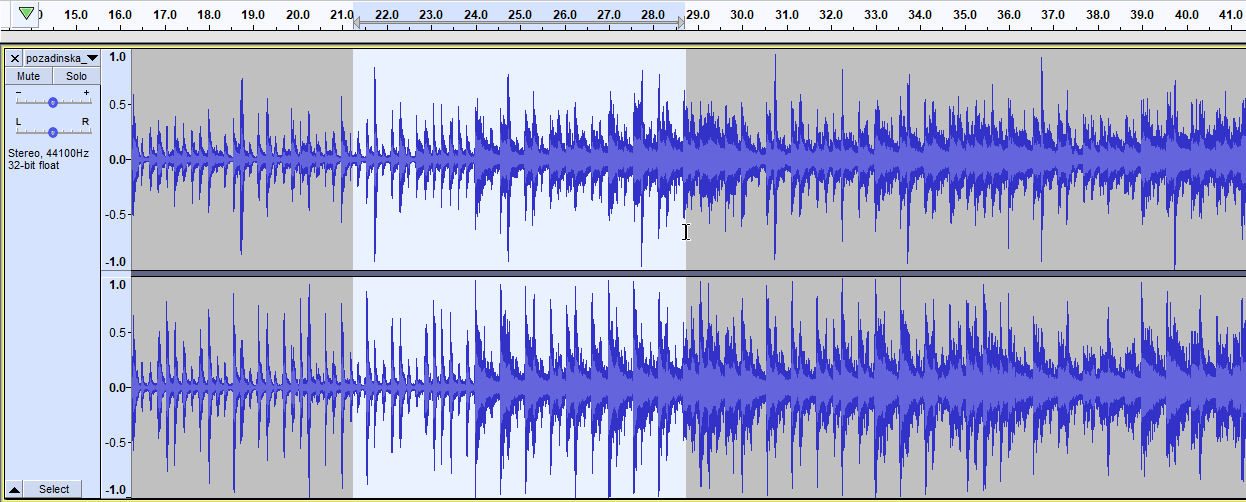 15.0 16.0 17.0 18.0 19.0 20.0 21.0 22.0 23.0 24.0 25.0 26.0 27.0 28.0 29.0 30.0 31.0 32.0 33.0 34.0 35.0 36.0 37.0 38.0 39.0 40.0 41.0
pozadinska_
1.0
Mute Solo
- +
0.5
L R
Stereo, 44100Hz
0.0
32-bit float
-0.5
-1.0
1.0
0.5
0.0
-0.5
Select
-1.0